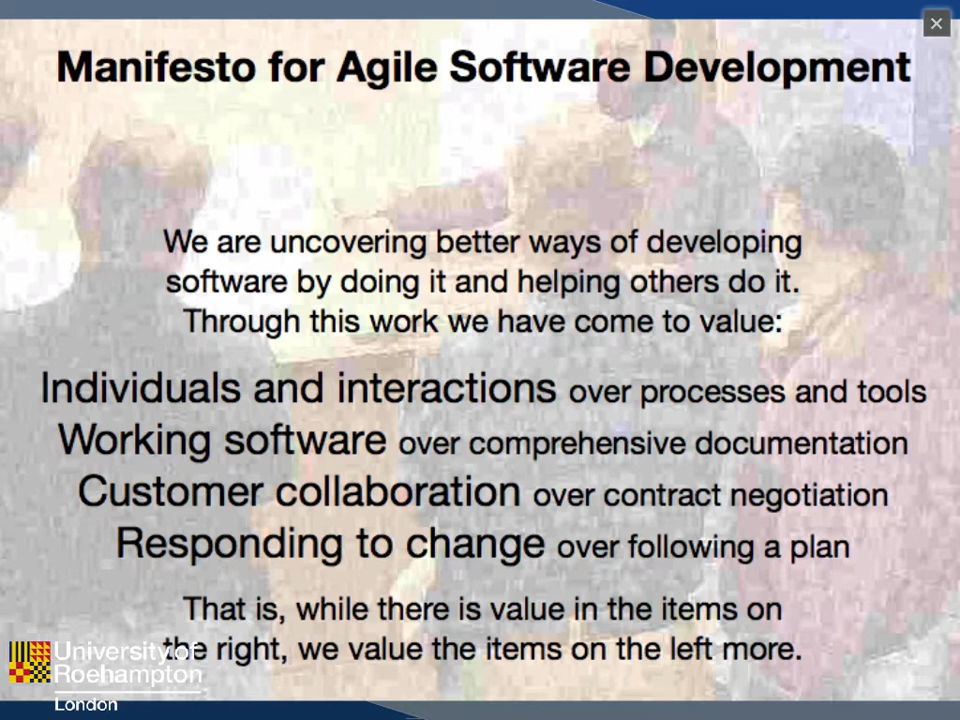 Manifesto for Agile Software Development
We are uncovering better ways of developing
software by doing it and helping others do it.
Through this work we have come to value:
Individuals and interactions over processes and tools
Working software over comprehensive documentation
Customer collaboration over contract negotiation
Responding to change over following a plan
That is, while there is value in the items on
the right, we value the items on the left more.
University of
Roehampton
London